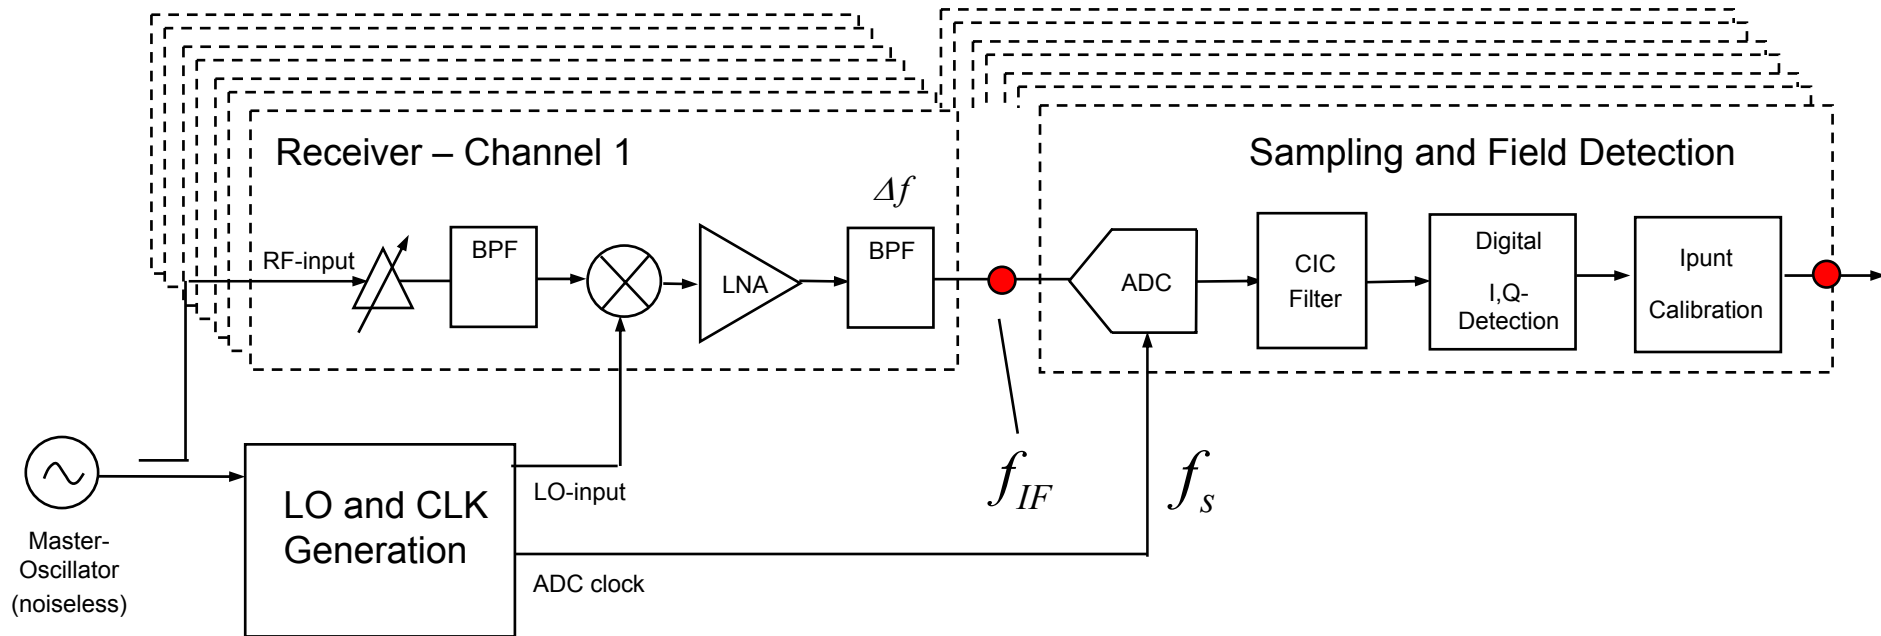 Receiver – Channel 1
Sampling and Field Detection
Δf
RF-input
BPF
LNA
BPF
ADC
CIC
Filter
Digital
I,Q-
Detection
Ipunt
Calibration
f_IF
f_s
LO-input
LO and CLK
Generation
ADC clock
Master-
Oscillator
(noiseless)